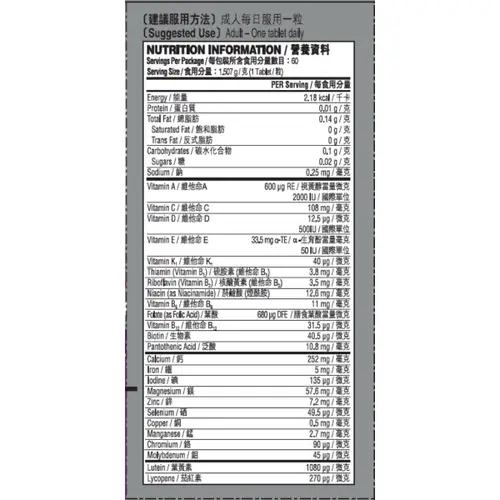 〔建議服用方法〕成人每日服用一粒
〔Suggested Use〕Adult – One tablet daily
NUTRITION INFORMATION / 營養資料
Servings Per Package / 每包裝所含食用分量數目：60
Serving Size / 食用分量：1.507g / 克 (1 Tablet / 粒)
PER Serving / 每食用分量
Energy / 能量 2.18 kcal / 千卡
Protein / 蛋白質 0.01 g / 克
Total Fat / 總脂肪 0.14 g / 克
Saturated Fat / 飽和脂肪 0 g / 克
Trans Fat / 反式脂肪 0 g / 克
Carbohydrates / 碳水化合物 0.1 g / 克
Sugars / 糖 0.02 g / 克
Sodium / 鈉 0.25 mg / 毫克
Vitamin A / 維他命A 600 µg RE / 視黃醇當量微克
2000 IU / 國際單位
Vitamin C / 維他命 C 108 mg / 毫克
Vitamin D / 維他命 D 12.5 µg / 微克
500IU / 國際單位
Vitamin E / 維他命 E 33.5 mg α-TE / α-生育酚當量毫克
50 IU / 國際單位
Vitamin K₁ / 維他命 K₁ 40 µg / 微克
Thiamin (Vitamin B₁) / 硫胺素 (維他命 B₁) 3.8 mg / 毫克
Riboflavin (Vitamin B₂) / 核酸黃素 (維他命 B₂) 3.5 mg / 毫克
Niacin (as Niacinamide) / 菸鹼酸 (煙酰胺) 12.6 mg / 毫克
Vitamin B₆ / 維他命 B₆ 11 mg / 毫克
Folate (as Folic Acid) / 葉酸 680 µg DFE / 膳食葉酸當量微克
Vitamin B₁₂ / 維他命 B₁₂ 31.5 µg / 微克
Biotin / 生物素 40.5 µg / 微克
Pantothenic Acid / 泛酸 10.8 mg / 毫克
Calcium / 鈣 252 mg / 毫克
Iron / 鐵 5 mg / 毫克
Iodine / 碘 135 µg / 微克
Magnesium / 鎂 57.6 mg / 毫克
Zinc / 鋅 7.2 mg / 毫克
Selenium / 硒 49.5 µg / 微克
Copper / 銅 0.5 mg / 毫克
Manganese / 錳 2.7 mg / 毫克
Chromium / 鉻 90 µg / 微克
Molybdenum / 鉬 45 µg / 微克
Lutein / 葉黃素 1080 µg / 微克
Lycopene / 茄紅素 270 µg / 微克